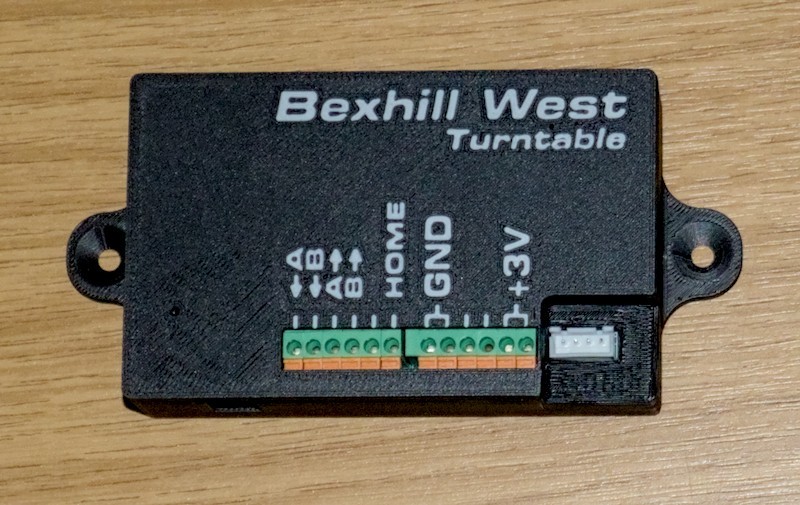 Bexhill West
Turntable
←A
←B
A→
B→
HOME
GND
+3V